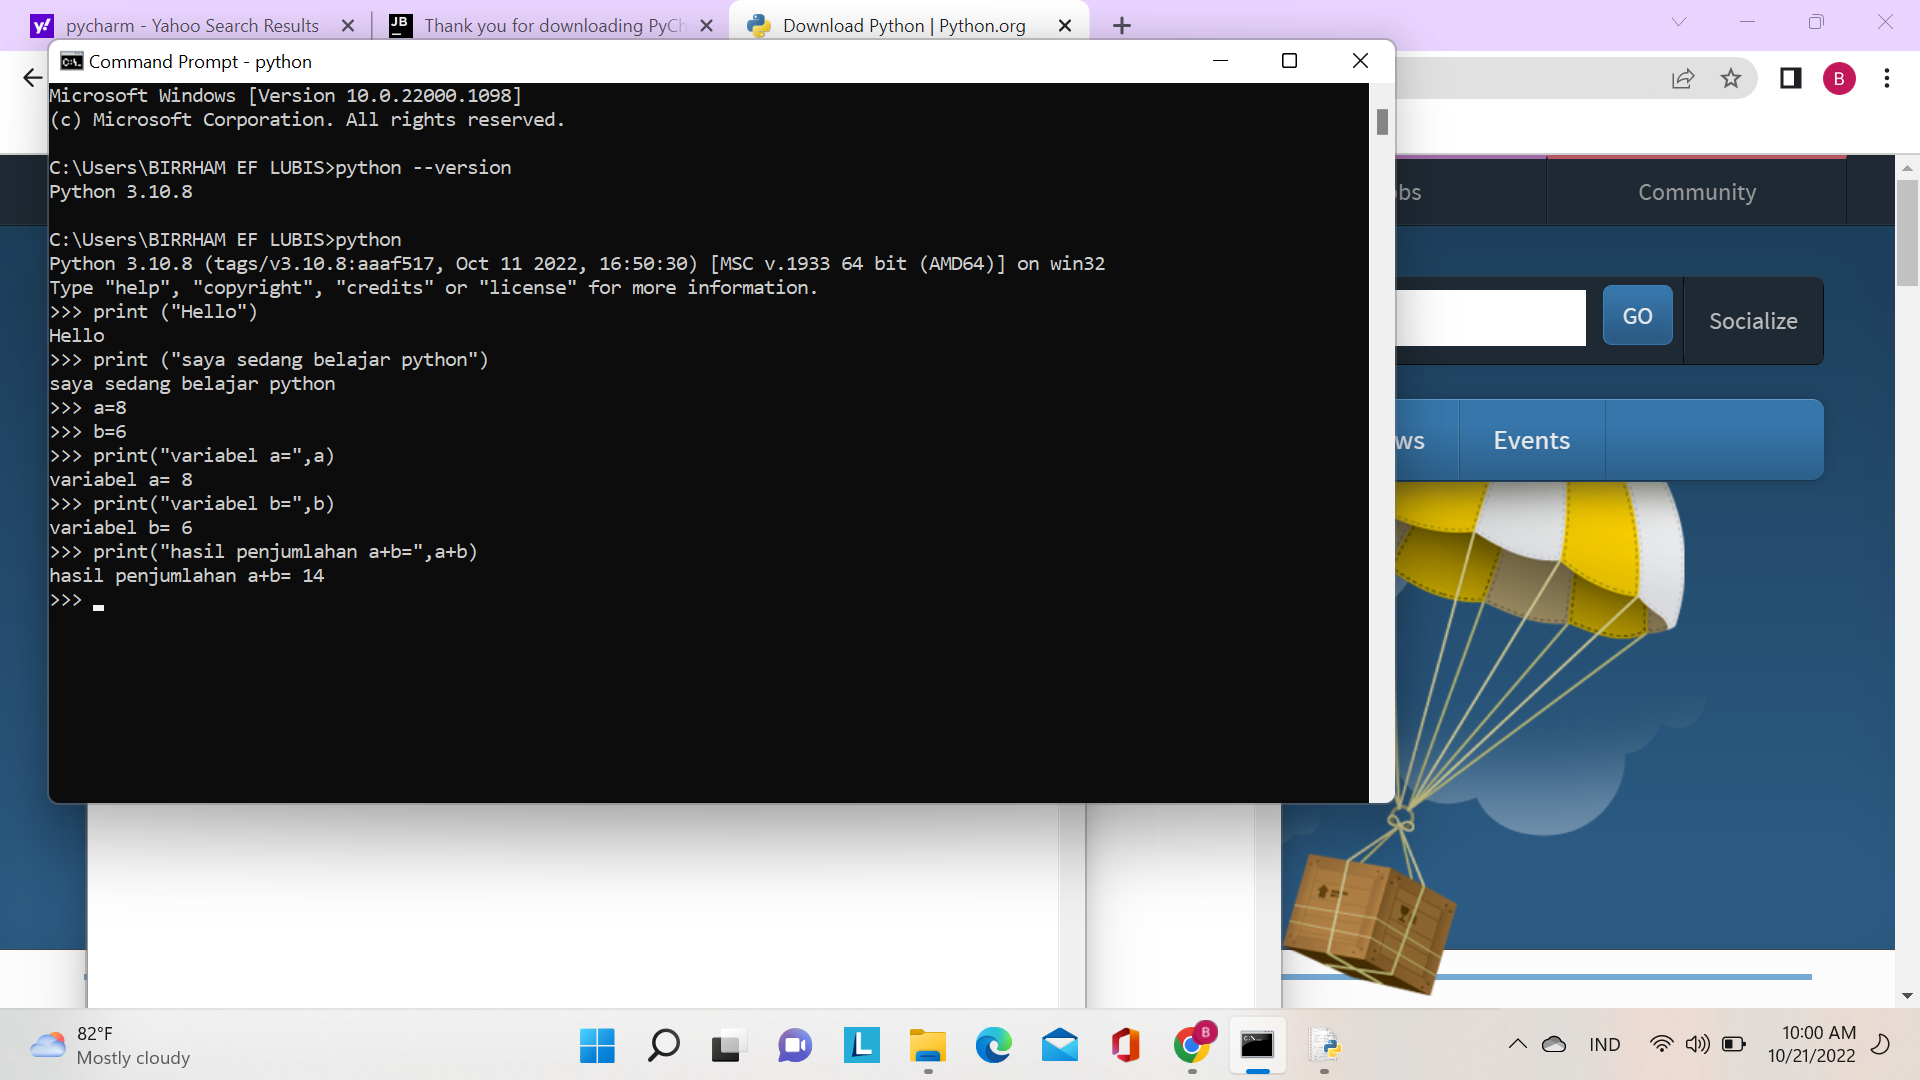 pycharm - Yahoo Search Results
JB
Thank you for downloading PyCh
Download Python | Python.org
Command Prompt - python
B
Microsoft Windows [Version 10.0.22000.1098]
(c) Microsoft Corporation. All rights reserved.
C:\Users\BIRRHAM EF LUBIS>python --version
Python 3.10.8
C:\Users\BIRRHAM EF LUBIS>python
Python 3.10.8 (tags/v3.10.8:aaaf517, Oct 11 2022, 16:50:30) [MSC v.1933 64 bit (AMD64)] on win32
Type "help", "copyright", "credits" or "license" for more information.
>>> print ("Hello")
Hello
>>> print ("saya sedang belajar python")
saya sedang belajar python
>>> a=8
>>> b=6
>>> print("variabel a=",a)
variabel a= 8
>>> print("variabel b=",b)
variabel b= 6
>>> print("hasil penjumlahan a+b=",a+b)
hasil penjumlahan a+b= 14
>>>
obs
Community
GO
Socialize
ws
Events
82°F
Mostly cloudy
L
B
IND
10:00 AM
10/21/2022